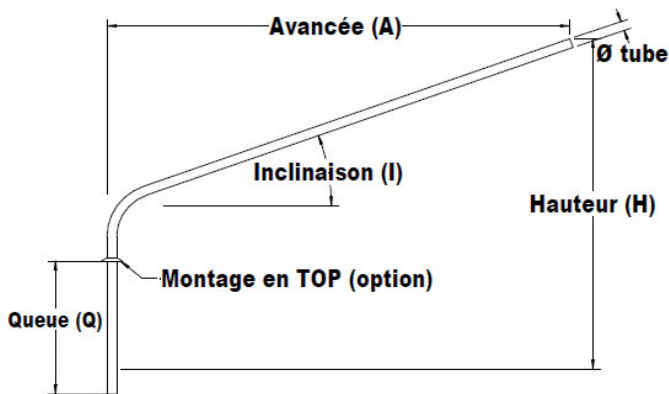 Avancée (A)
Ø tube
Inclinaison (I)
Hauteur (H)
Montage en TOP (option)
Queue (Q)